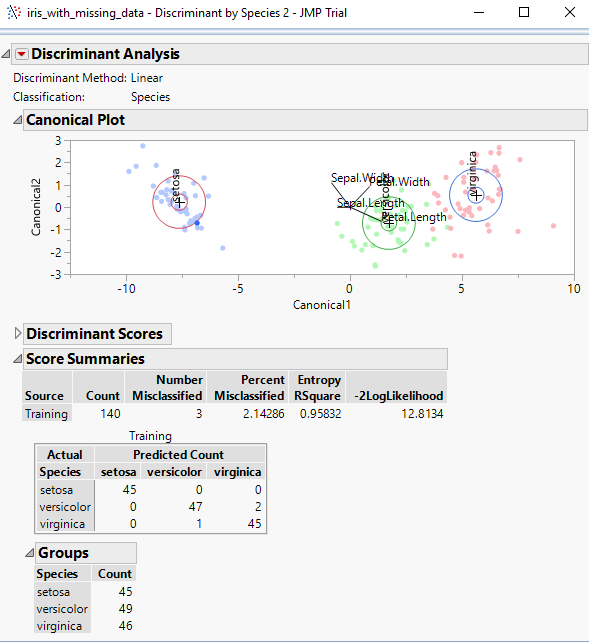 iris_with_missing_data - Discriminant by Species 2 - JMP Trial
Discriminant Analysis
Discriminant Method: Linear
Classification: Species
Canonical Plot
Canonical2
3
2
1
0
-1
-2
-3
Setosa
Sepal.Width
Petal.Width
Sepal.Length
Petal.Length
Virginica
-10 -5 0 5 10
Canonical1
Discriminant Scores
Score Summaries
Source Count Number Misclassified Percent Misclassified Entropy RSquare -2LogLikelihood
Training 140 3 2.14286 0.95832 12.8134
Training
Actual Predicted Count
Species setosa versicolor virginica
setosa 45 0 0
versicolor 0 47 2
virginica 0 1 45
Groups
Species Count
setosa 45
versicolor 49
virginica 46